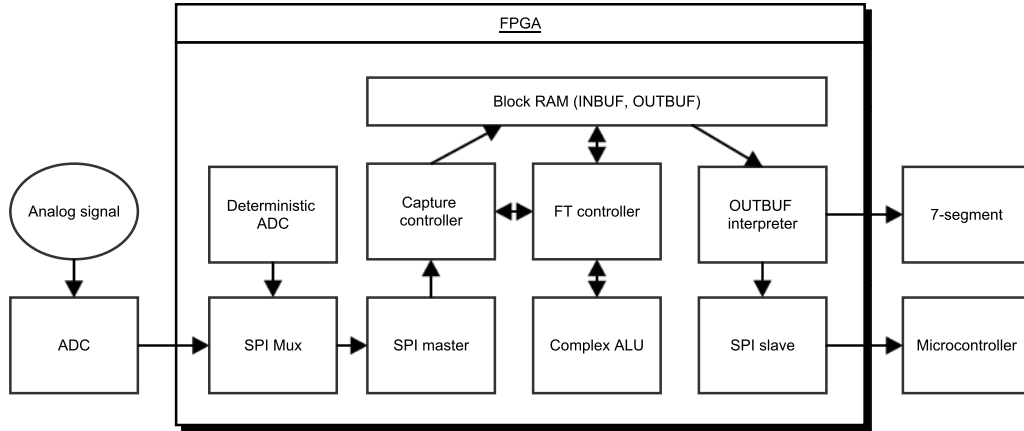 FPGA
Block RAM (INBUF, OUTBUF)
Analog signal
Deterministic
ADC
Capture
controller
FT controller
OUTBUF
interpreter
7-segment
ADC
SPI Mux
SPI master
Complex ALU
SPI slave
Microcontroller